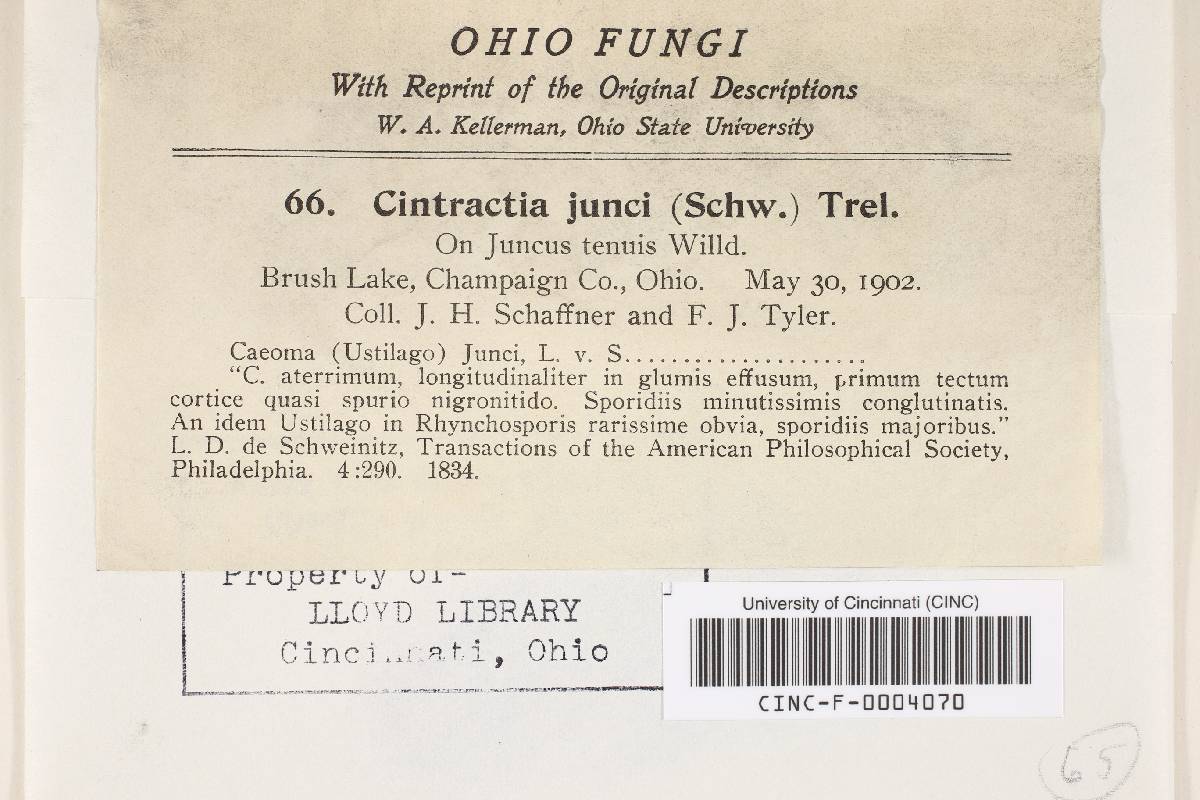 OHIO FUNGI
With Reprint of the Original Descriptions
W. A. Kellerman, Ohio State University
66. Cintractia junci (Schw.) Trel.
On Juncus tenuis Willd.
Brush Lake, Champaign Co., Ohio. May 30, 1902.
Coll. J. H. Schaffner and F. J. Tyler.
Caeoma (Ustilago) Junci, L. v. S.....................
"C. aterrimum, longitudinaliter in glumis effusum, primum tectum
cortice quasi spurio nigronitido. Sporidiis minutissimis conglutinatis.
An idem Ustilago in Rhynchosporis rarissime obvia, sporidiis majoribus."
L. D. de Schweinitz, Transactions of the American Philosophical Society,
Philadelphia. 4:290. 1834.
Property of-
LLOYD LIBRARY
Cincinnati, Ohio
University of Cincinnati (CINC)
CINC-F-0004070
65